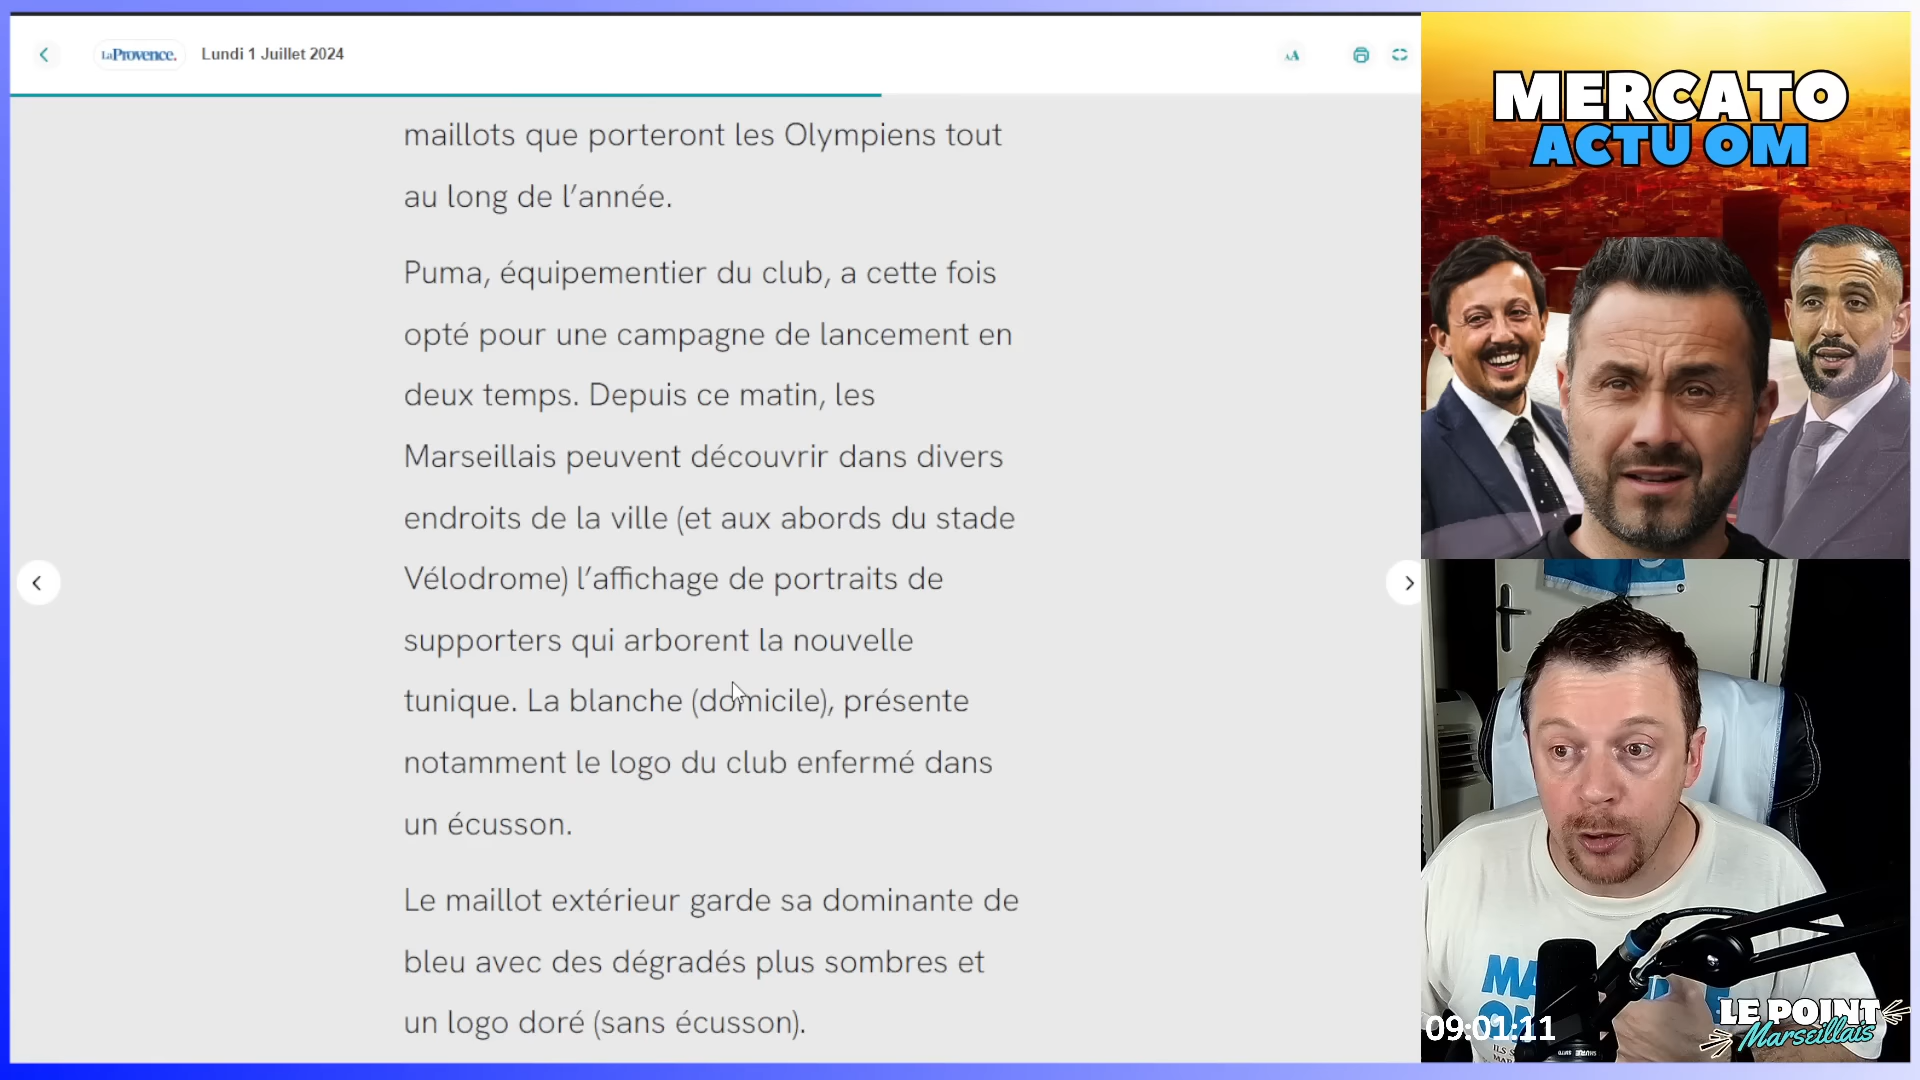 LaProvence.
Lundi 1 Juillet 2024
AA
maillots que porteront les Olympiens tout
au long de l’année.
Puma, équipementier du club, a cette fois
opté pour une campagne de lancement en
deux temps. Depuis ce matin, les
Marseillais peuvent découvrir dans divers
endroits de la ville (et aux abords du stade
Vélodrome) l’affichage de portraits de
supporters qui arborent la nouvelle
tunique. La blanche (domicile), présente
notamment le logo du club enfermé dans
un écusson.
Le maillot extérieur garde sa dominante de
bleu avec des dégradés plus sombres et
un logo doré (sans écusson).
MERCATO
ACTU OM
09:01:11
LE POINT
Marseillais